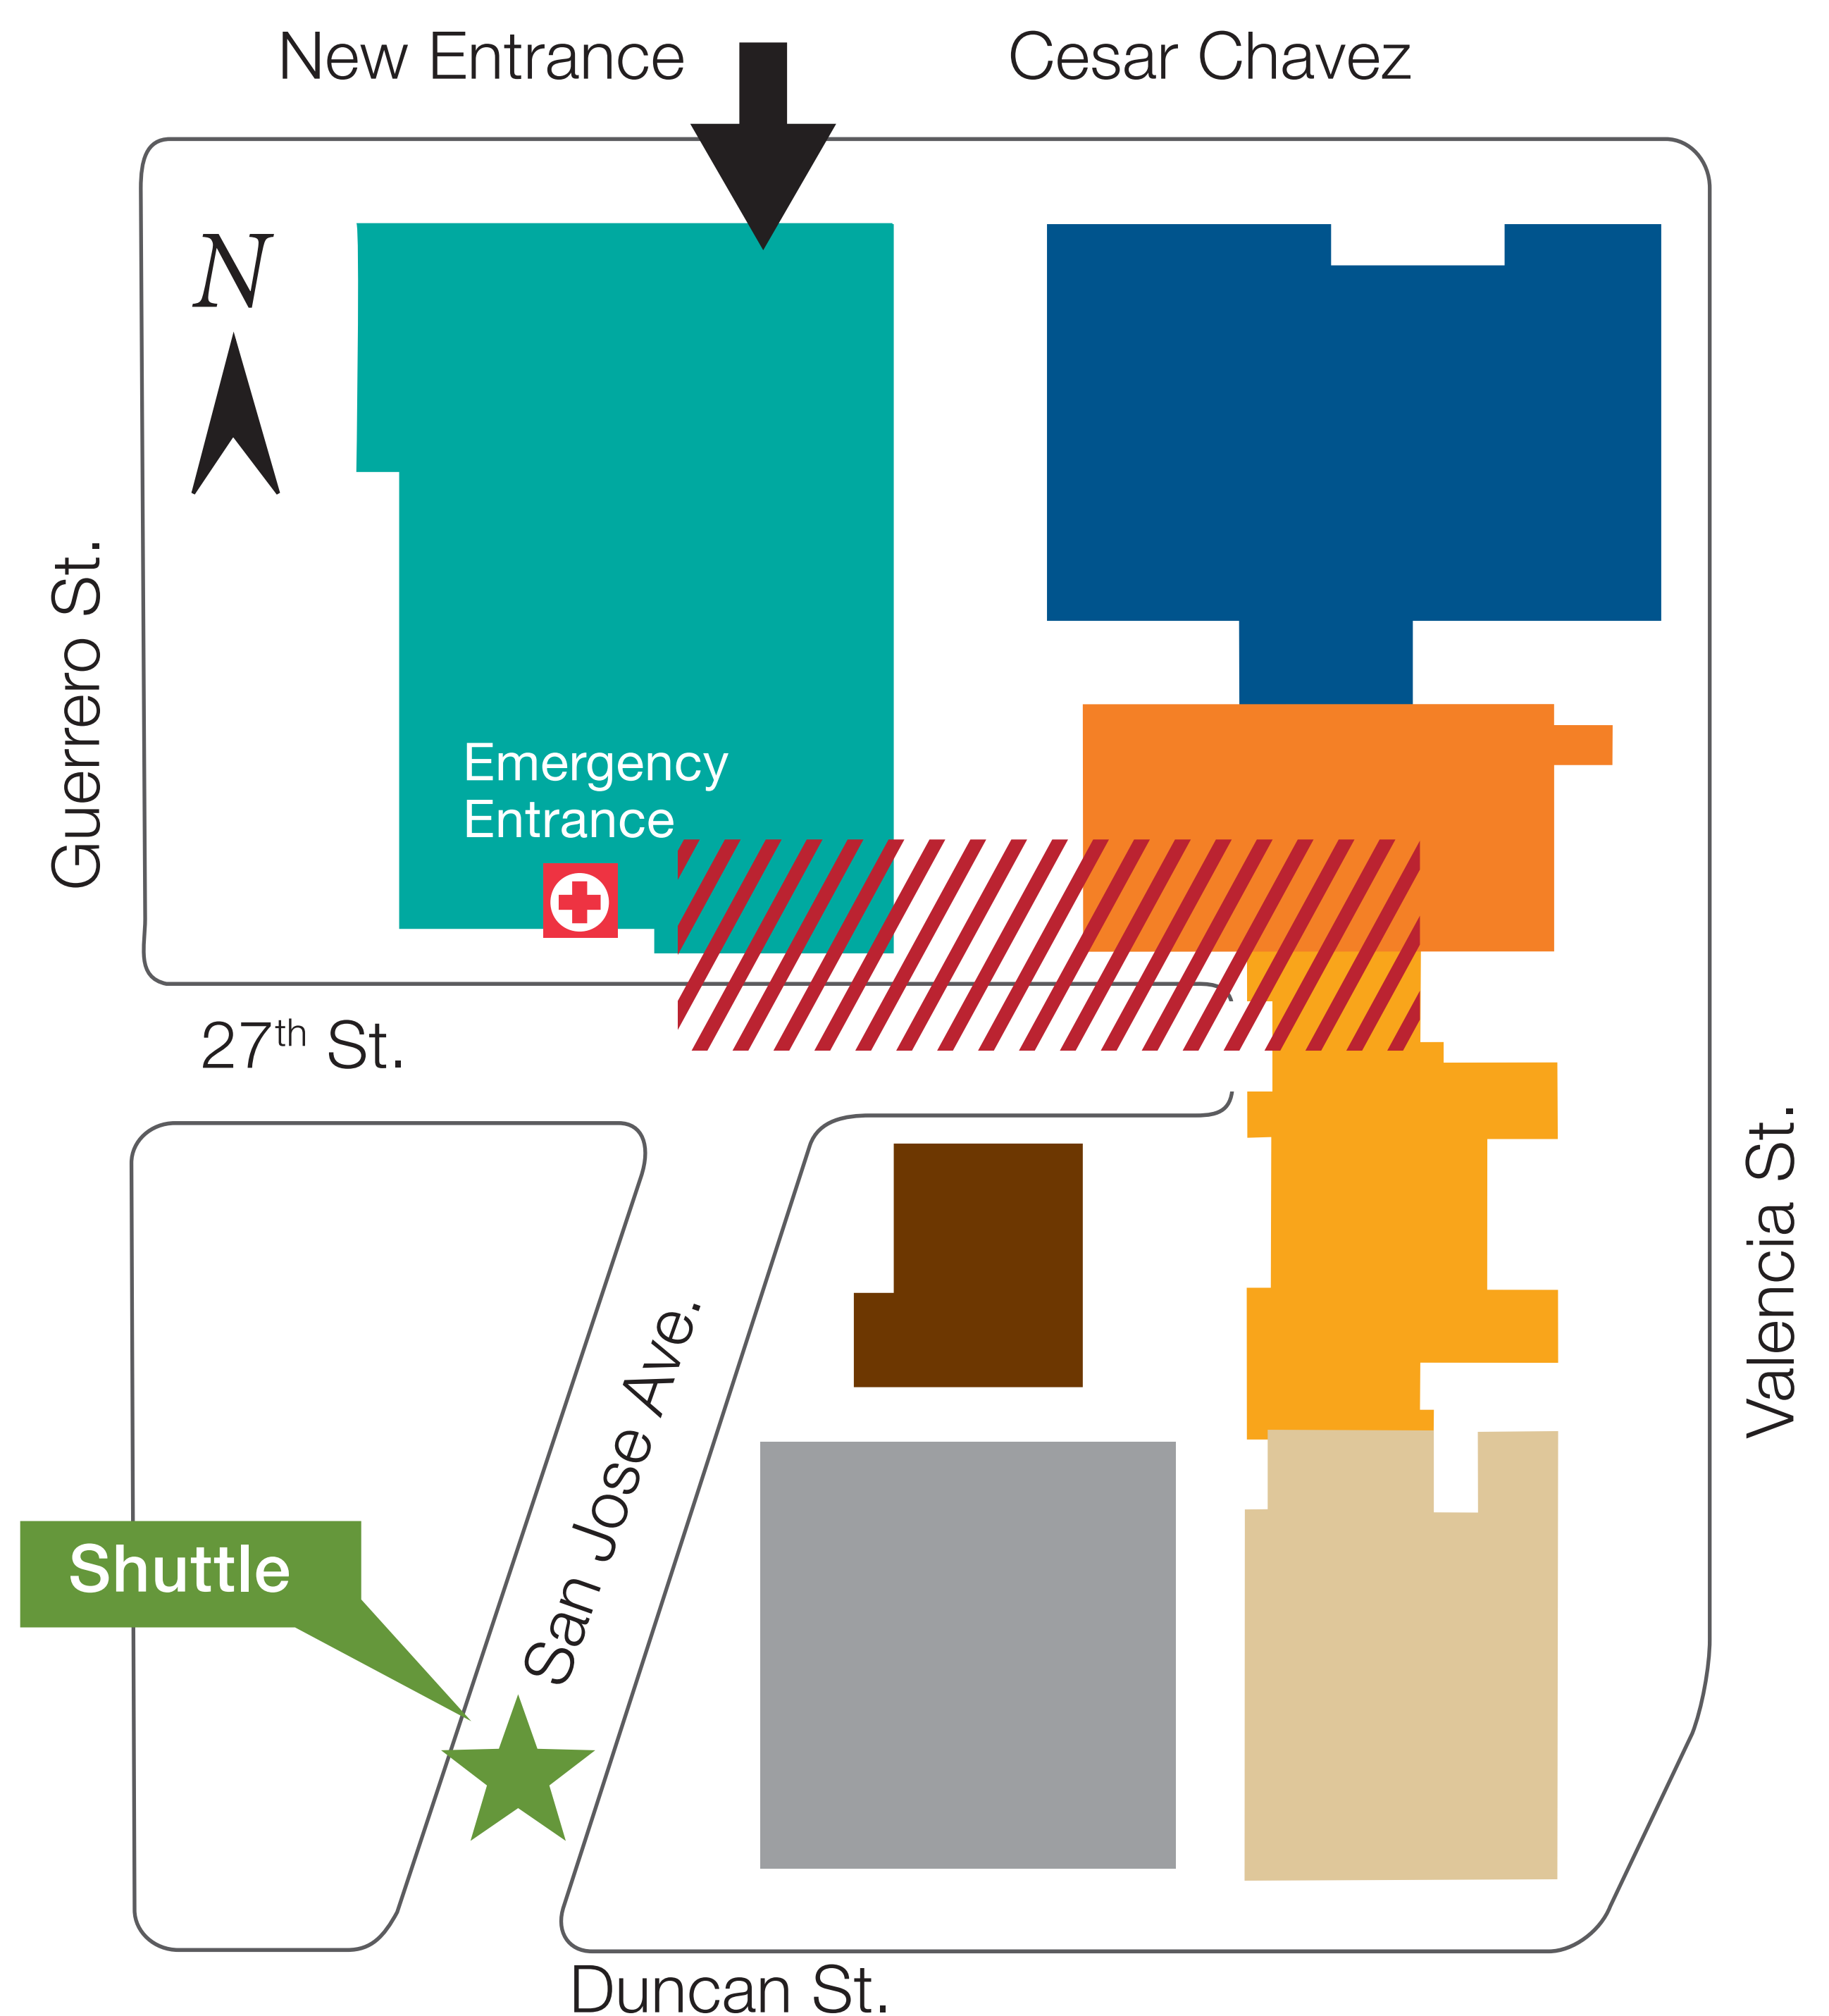 New Entrance
Cesar Chavez
N
Guerrero St.
Emergency
Entrance
27th St.
Valencia St.
San Jose Ave.
Shuttle
Duncan St.